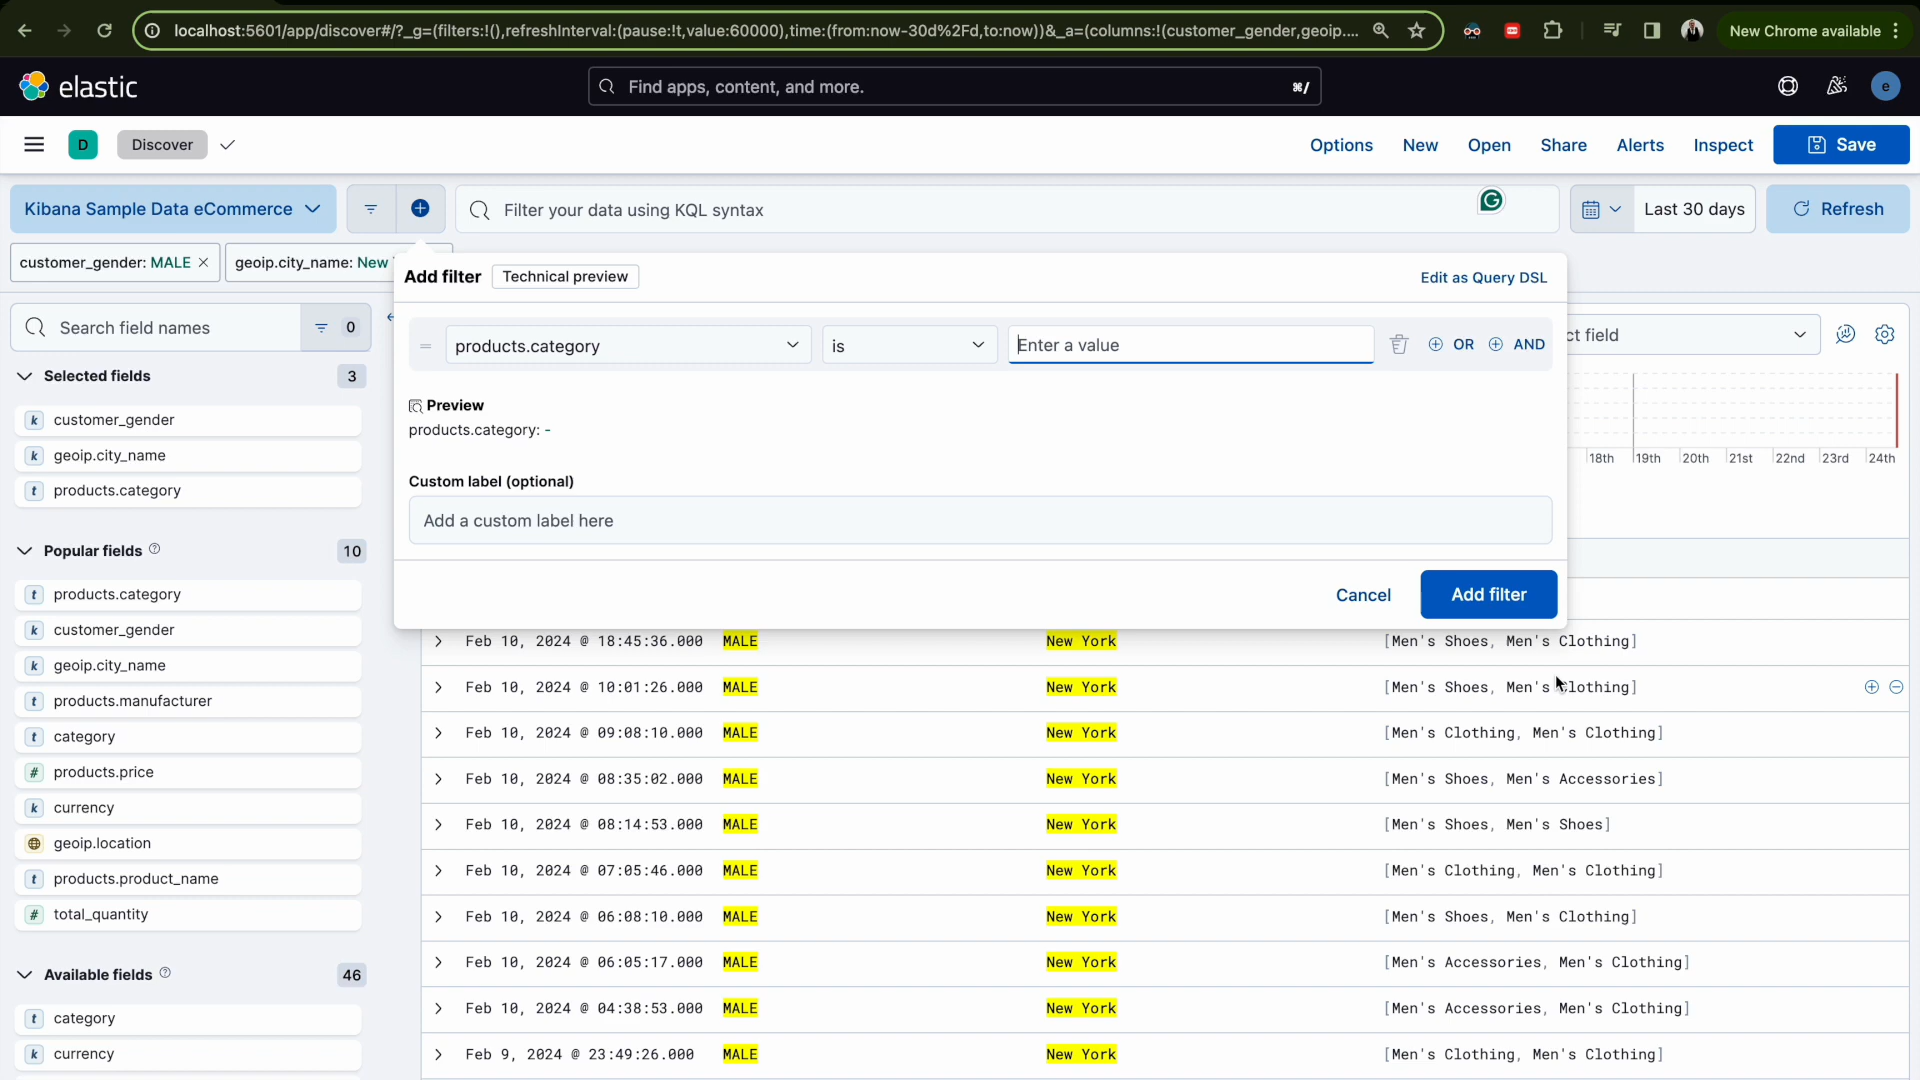 localhost:5601/app/discover#/?_g=(filters:!(),refreshInterval:(pause:!t,value:60000),time:(from:now-30d%2Fd,to:now))&_a=(columns:!(customer_gender,geoip....
New Chrome available
elastic
Find apps, content, and more.
⌘/
e
D
Discover
Options
New
Open
Share
Alerts
Inspect
Save
Kibana Sample Data eCommerce
Filter your data using KQL syntax
Last 30 days
Refresh
customer_gender: MALE
geoip.city_name: New
Add filter
Technical preview
Edit as Query DSL
Search field names
0
products.category
is
Enter a value
OR
AND
ct field
Selected fields
3
k customer_gender
k geoip.city_name
t products.category
Preview
products.category: -
Custom label (optional)
Add a custom label here
18th
19th
20th
21st
22nd
23rd
24th
Cancel
Add filter
Popular fields
10
t products.category
k customer_gender
k geoip.city_name
t products.manufacturer
t category
# products.price
k currency
geoip.location
t products.product_name
# total_quantity
Available fields
46
t category
k currency
Feb 10, 2024 @ 18:45:36.000 MALE New York [Men's Shoes, Men's Clothing]
Feb 10, 2024 @ 10:01:26.000 MALE New York [Men's Shoes, Men's Clothing]
Feb 10, 2024 @ 09:08:10.000 MALE New York [Men's Clothing, Men's Clothing]
Feb 10, 2024 @ 08:35:02.000 MALE New York [Men's Shoes, Men's Accessories]
Feb 10, 2024 @ 08:14:53.000 MALE New York [Men's Shoes, Men's Shoes]
Feb 10, 2024 @ 07:05:46.000 MALE New York [Men's Clothing, Men's Clothing]
Feb 10, 2024 @ 06:08:10.000 MALE New York [Men's Shoes, Men's Clothing]
Feb 10, 2024 @ 06:05:17.000 MALE New York [Men's Accessories, Men's Clothing]
Feb 10, 2024 @ 04:38:53.000 MALE New York [Men's Accessories, Men's Clothing]
Feb 9, 2024 @ 23:49:26.000 MALE New York [Men's Clothing, Men's Clothing]